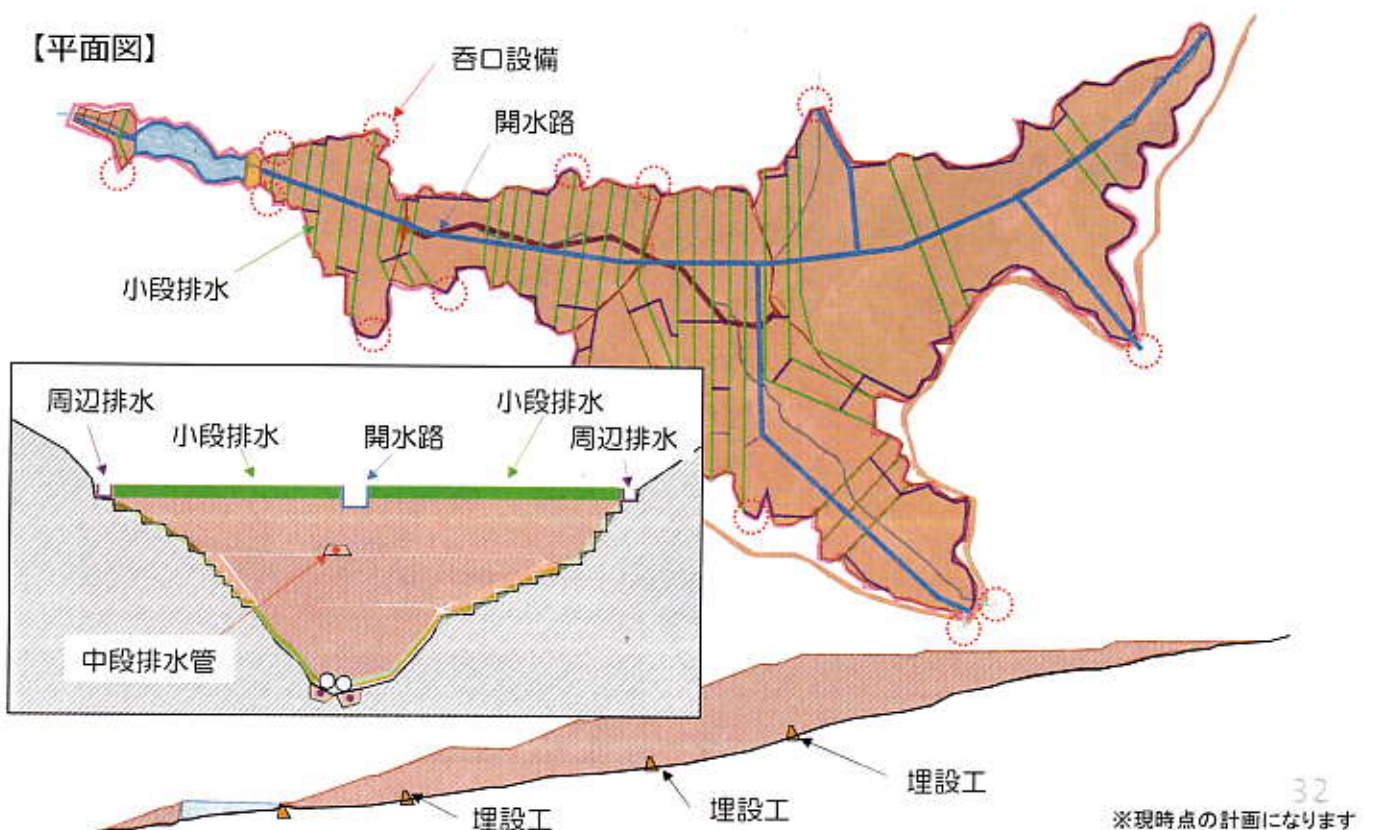 【平面図】
呑口設備
開水路
小段排水
周辺排水
小段排水
開水路
小段排水
周辺排水
中段排水管
埋設工
埋設工
埋設工
32
※現時点の計画になります